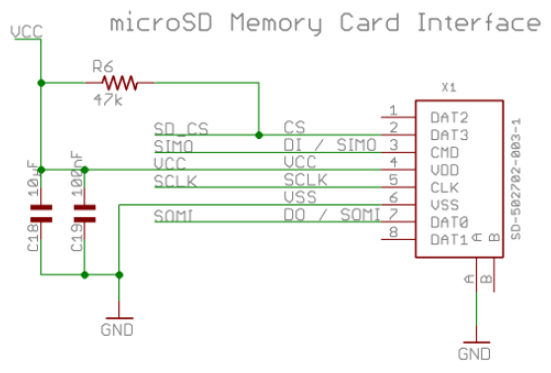 microSD Memory Card Interface
VCC
R6
47k
X1
1 DAT2
SD_CS CS 2 DAT3
SIMO DI / SIMO 3 CMD
VCC VCC 4 VDD
SCLK SCLK 5 CLK
VSS 6 VSS
SOMI DO / SOMI 7 DAT0
8 DAT1
A B
A B
SD-502702-003-1
C18 10µF
C19 100nF
GND
GND